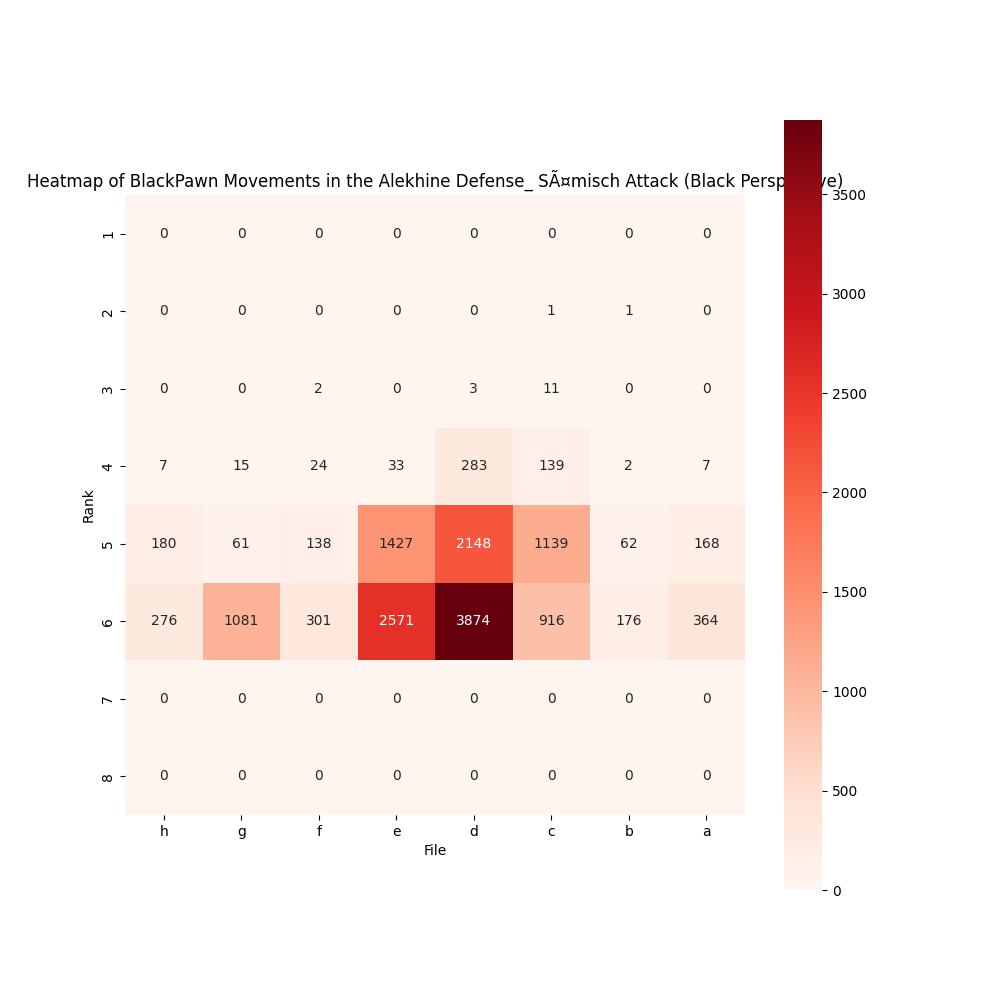 Heatmap of BlackPawn Movements in the Alekhine Defense_ SÃ¤misch Attack (Black Persp ve)
3500
1 0 0 0 0 0 0 0 0
3000
2 0 0 0 0 0 1 1 0
2500
3 0 0 2 0 3 11 0 0
4 7 15 24 33 283 139 2 7
2000
Rank
5 180 61 138 1427 2148 1139 62 168
1500
6 276 1081 301 2571 3874 916 176 364
1000
7 0 0 0 0 0 0 0 0
8 0 0 0 0 0 0 0 0
500
h g f e d c b a
File
0